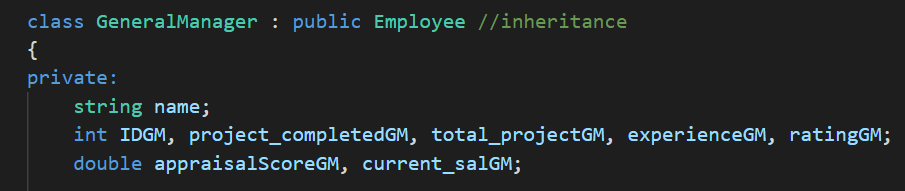 class GeneralManager : public Employee //inheritance
{
private:
string name;
int IDGM, project_completedGM, total_projectGM, experienceGM, ratingGM;
double appraisalScoreGM, current_salGM;